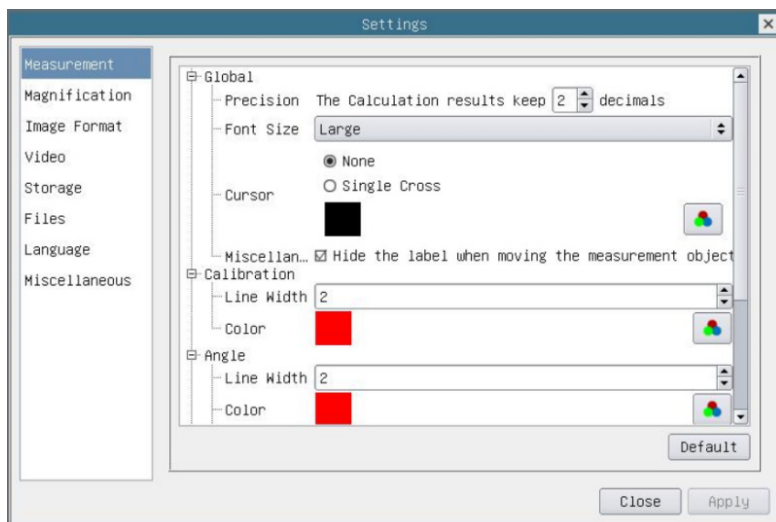 Settings
Measurement
Magnification
Image Format
Video
Storage
Files
Language
Miscellaneous
Global
Precision The Calculation results keep 2 decimals
Font Size Large
None
Single Cross
Cursor
Miscellan... Hide the label when moving the measurement object
Calibration
Line Width 2
Color
Angle
Line Width 2
Color
Default
Close Apply